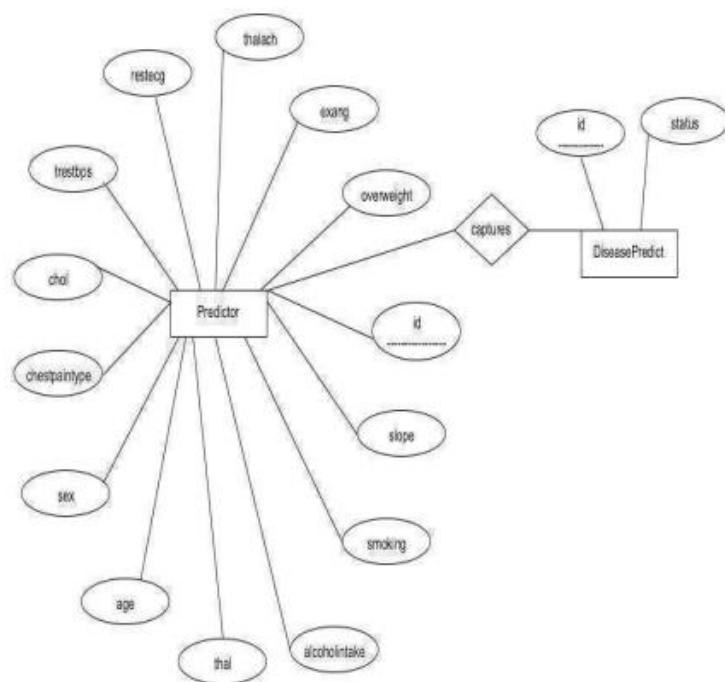 thalach
restecg
exang
id
status
trestbps
overweight
captures
DiseasePredict
chol
Predictor
id
chestpaintype
slope
sex
smoking
age
thal
alcoholintake